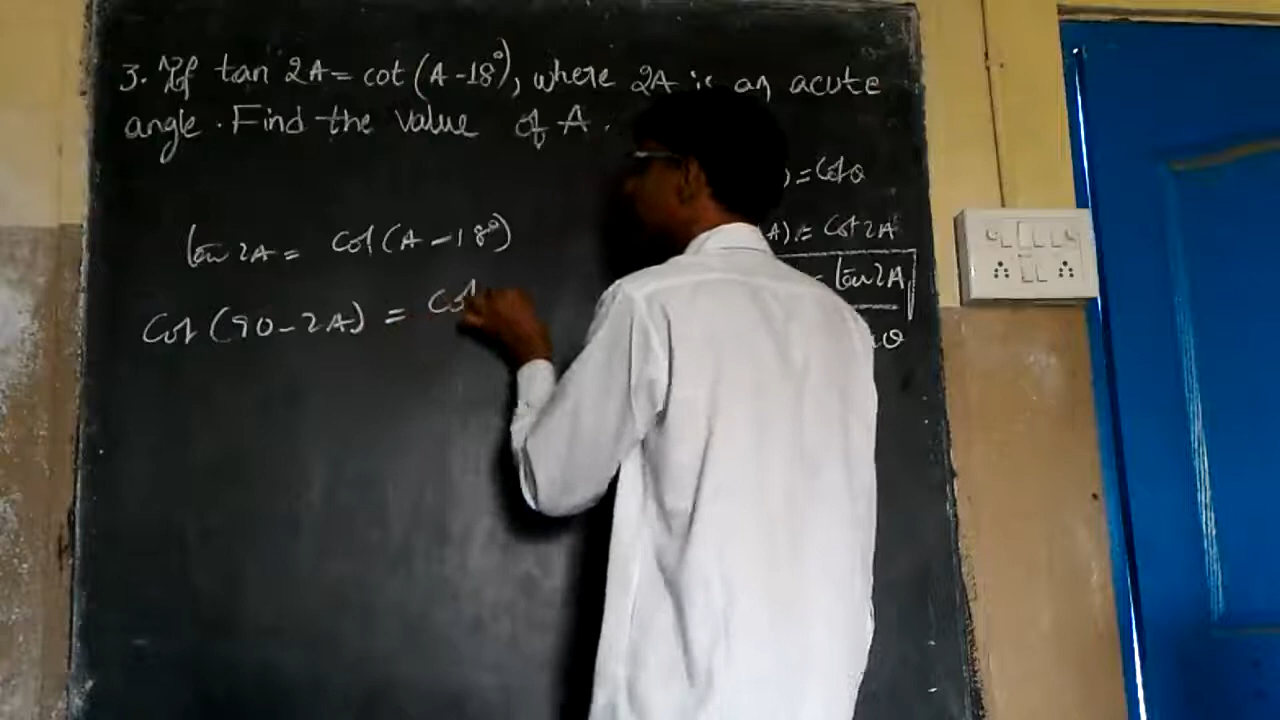 3. If tan 2A = cot (A - 18°), where 2A is an acute
angle. Find the value of A.
tan 2A = cot (A - 18°)
cot (90 - 2A) = cot
) = cot θ
A) = cot 2A
= tan 2A